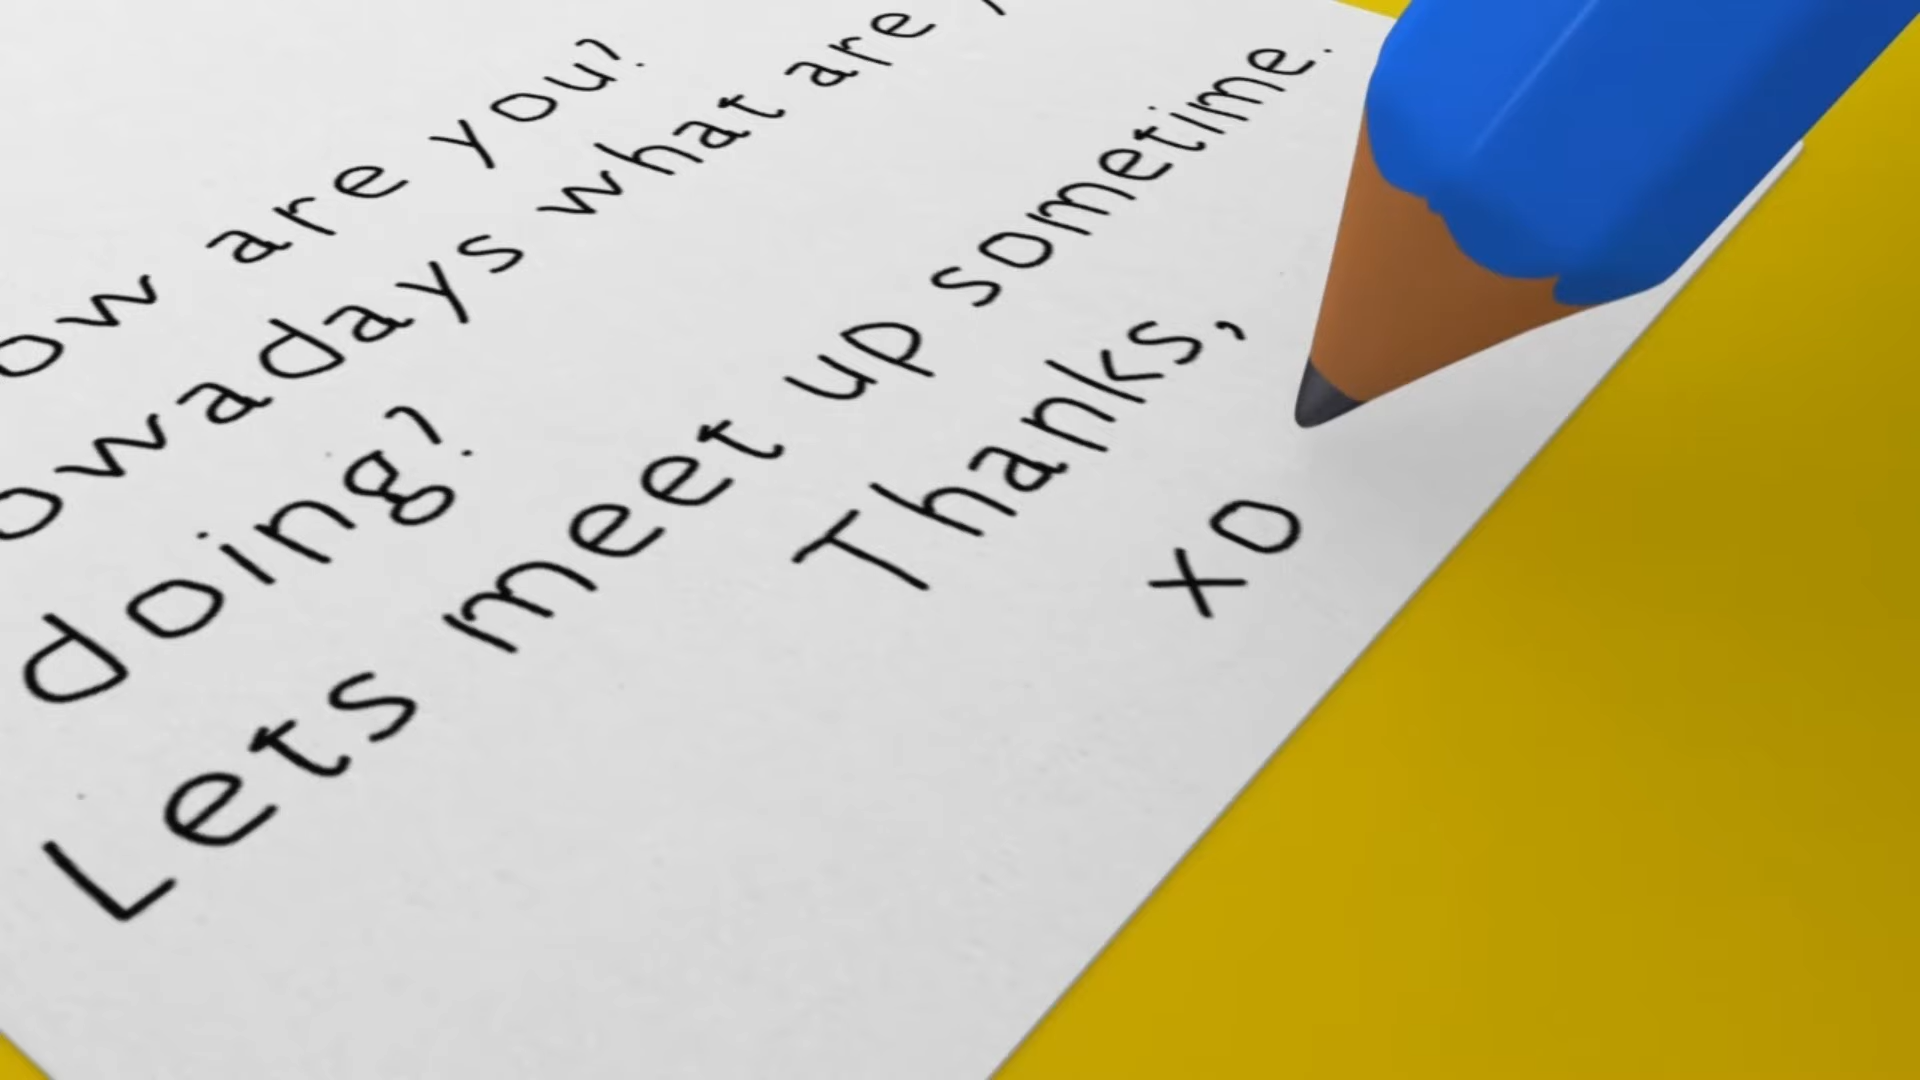 ow are you?
owadays what are
doing?
Lets meet up sometime.
Thanks,
xo